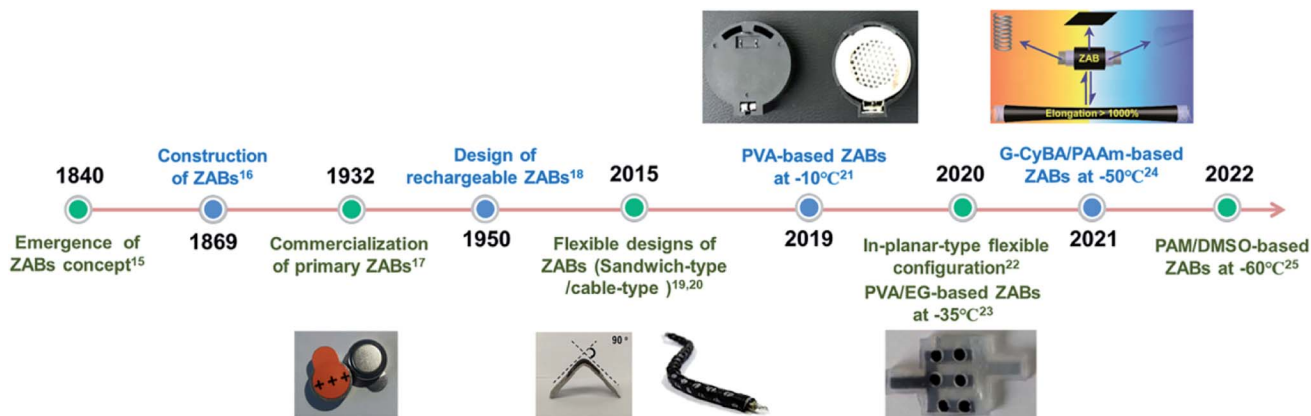 ZAB
Elongation > 1000%
1840
Emergence of
ZABs concept15
Construction
of ZABs16
1869
1932
Commercialization
of primary ZABs17
+++
Design of
rechargeable ZABs18
1950
2015
Flexible designs of
ZABs (Sandwich-type
/cable-type )19,20
90 °
PVA-based ZABs
at -10°C21
2019
2020
In-planar-type flexible
configuration22
PVA/EG-based ZABs
at -35°C23
G-CyBA/PAAm-based
ZABs at -50°C24
2021
2022
PAM/DMSO-based
ZABs at -60°C25